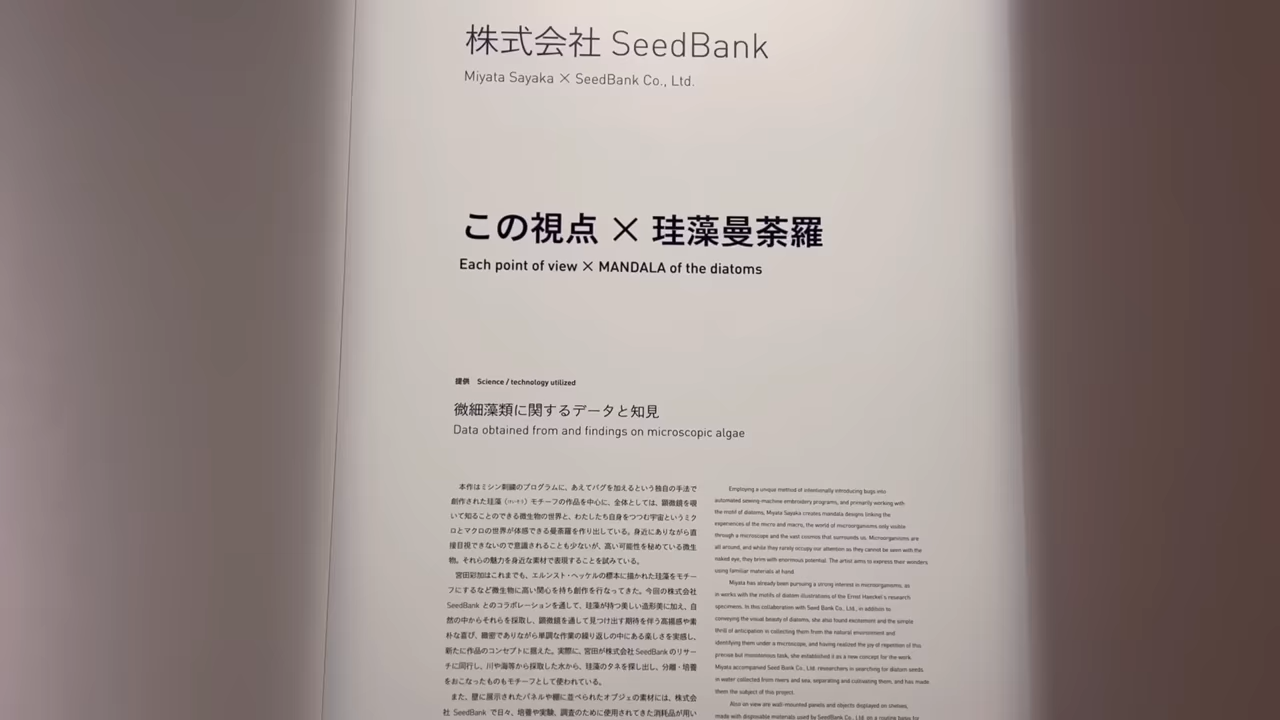 株式会社 SeedBank
Miyata Sayaka × SeedBank Co., Ltd.
この視点 × 珪藻曼荼羅
Each point of view × MANDALA of the diatoms
提供 Science / technology utilized
微細藻類に関するデータと知見
Data obtained from and findings on microscopic algae
本作はミシン刺繍のプログラムに、あえてバグを加えるという独自の手法で
創作された珪藻（ケイソウ）モチーフの作品を中心に、全体としては、顕微鏡を覗
いて知ることのできる微生物の世界と、わたしたち自身をつつむ宇宙というミク
ロとマクロの世界が体感できる曼荼羅を作り出している。身近にありながら直
接目視できないので意識されることも少ないが、高い可能性を秘めている微生
物。それらの魅力を身近な素材で表現することを試みている。
宮田彩加はこれまでも、エルンスト・ヘッケルの標本に描かれた珪藻をモチー
フにするなど微生物に高い関心を持ち創作を行なってきた。今回の株式会社
SeedBank とのコラボレーションを通して、珪藻が持つ美しい造形美に加え、自
然の中からそれらを採取し、顕微鏡を通して見つけ出す期待を伴う高揚感や素
朴な喜び、緻密でありながら単調な作業の繰り返しの中にある楽しさを実感し、
新たに作品のコンセプトに据えた。実際に、宮田が株式会社 SeedBank のリサー
チに同行し、川や海等から採取した水から、珪藻のタネを探し出し、分離・培養
をおこなったものもモチーフとして使われている。
また、壁に展示されたパネルや棚に並べられたオブジェの素材には、株式会
社 SeedBank で日々、培養や実験、調査のために使用されてきた消耗品が用い
Employing a unique method of intentionally introducing bugs into
automated sewing-machine embroidery programs, and primarily working with
the motif of diatoms, Miyata Sayaka creates mandala designs linking the
experiences of the micro and macro, the world of microorganisms only visible
through a microscope and the vast cosmos that surrounds us. Microorganisms are
all around, and while they rarely occupy our attention as they cannot be seen with the
naked eye, they brim with enormous potential. The artist aims to express their wonders
using familiar materials at hand.
Miyata has already been pursuing a strong interest in microorganisms, as
in works with the motifs of diatom illustrations of the Ernst Haeckel's research
specimens. In this collaboration with Seed Bank Co., Ltd., in addition to
conveying the visual beauty of diatoms, she also found excitement and the simple
thrill of anticipation in collecting them from the natural environment and
identifying them under a microscope, and having realized the joy of repetition of this
precise but monotonous task, she established it as a new concept for the work.
Miyata accompanied Seed Bank Co., Ltd. researchers in searching for diatom seeds
in water collected from rivers and sea, separating and cultivating them, and has made
them the subject of this project.
Also on view are wall-mounted panels and objects displayed on shelves,
made with disposable materials used by SeedBank Co., Ltd. on a routine basis for